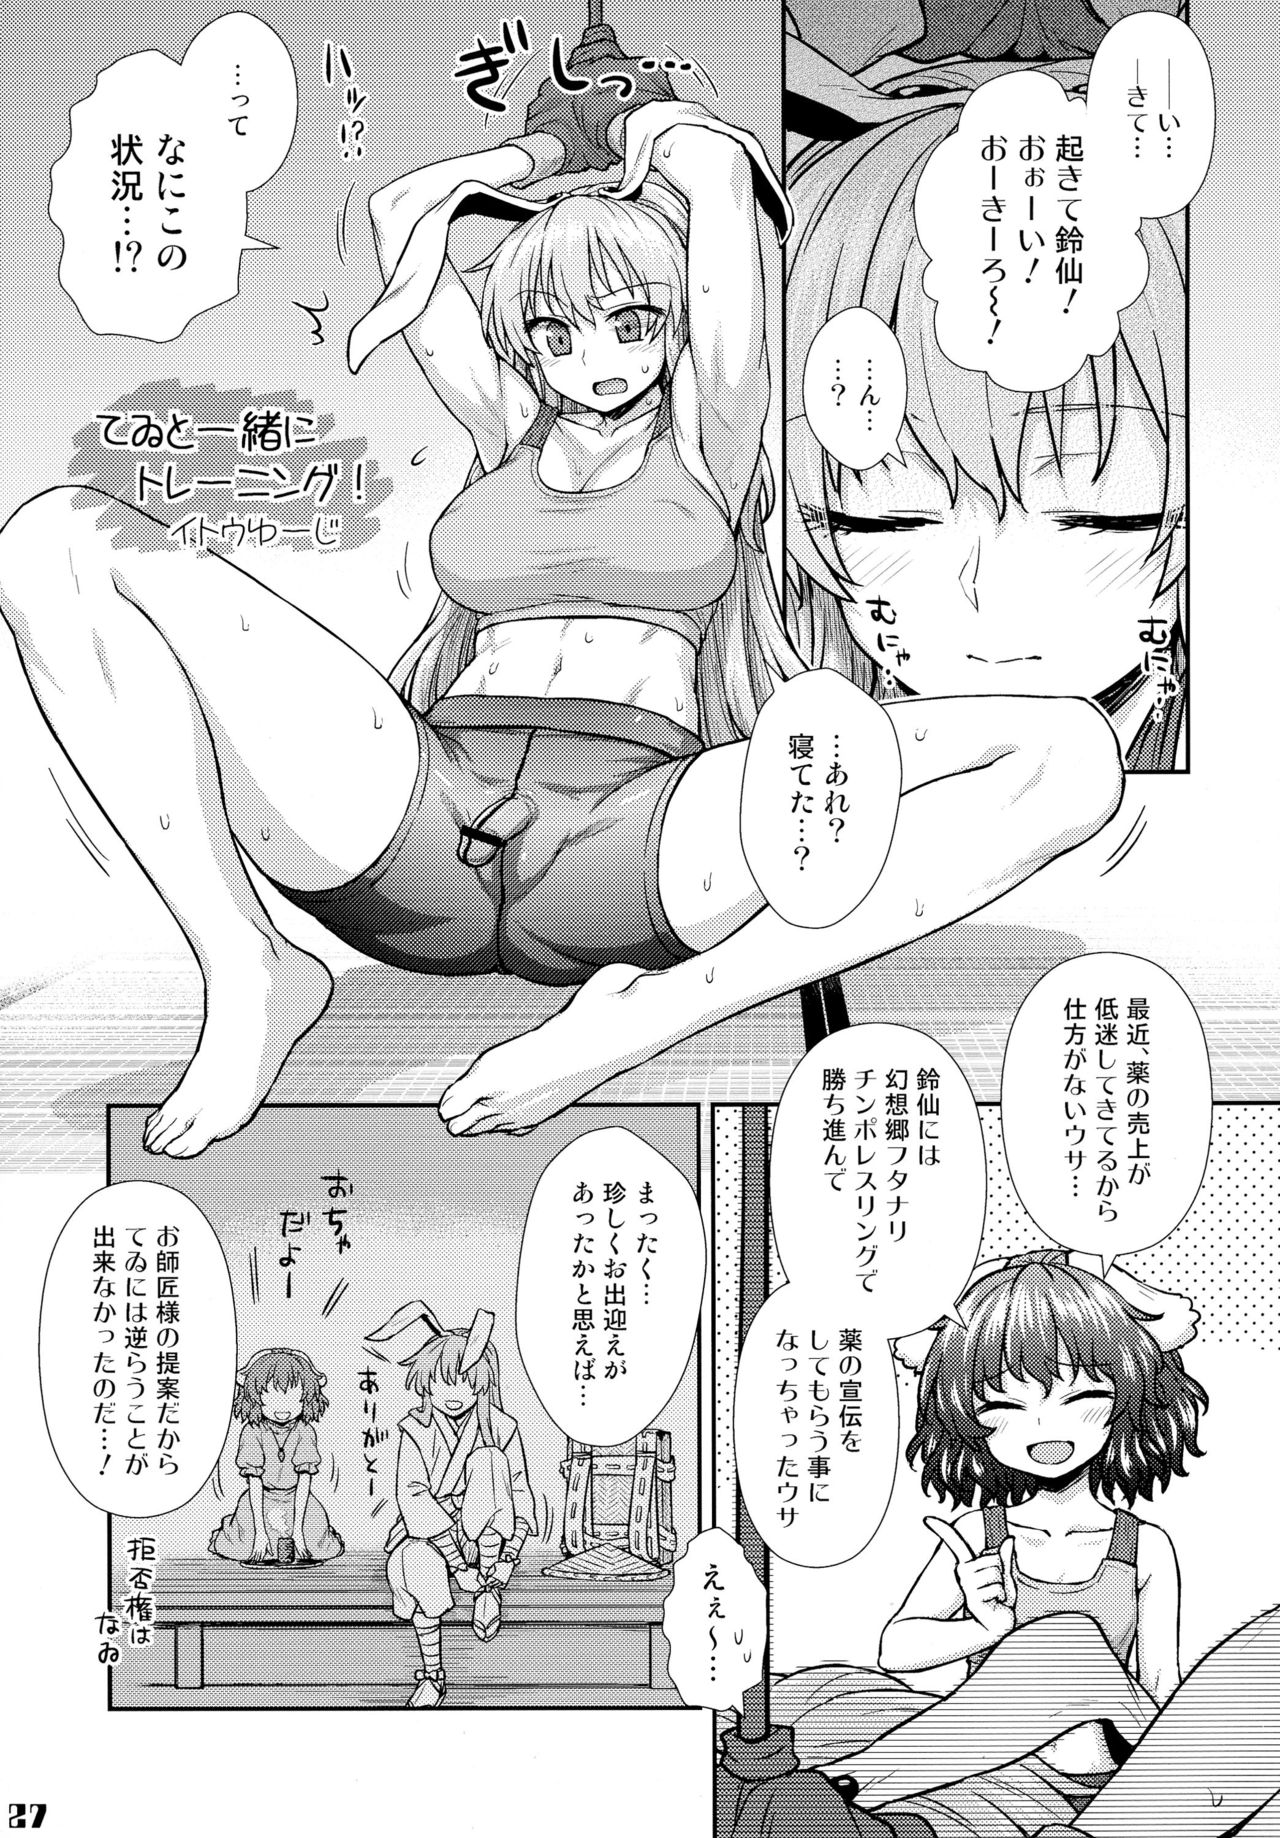 ――い…
――きて…
起きて鈴仙！
おぉーい！
おーきーろ〜！
…ん…
…？
むにゃ…
むにゃ…
ぎしっ…
ハッ!?
…って
なにこの
状況…!?
てゐと一緒に
トレーニング！
イトウゆーじ
…あれ？
寝てた…？
最近、薬の売上が
低迷してきてるから
仕方がないウサ…
鈴仙には
幻想郷フタナリ
チンポレスリングで
勝ち進んで
薬の宣伝を
してもらう事に
なっちゃったウサ
えぇ〜…
まったく…
珍しくお出迎えが
あったかと思えば…
おちゃ
だよー
ありがとー
お師匠様の提案だから
てゐには逆らうことが
出来なかったのだ…！
拒否権は
なゐ
27